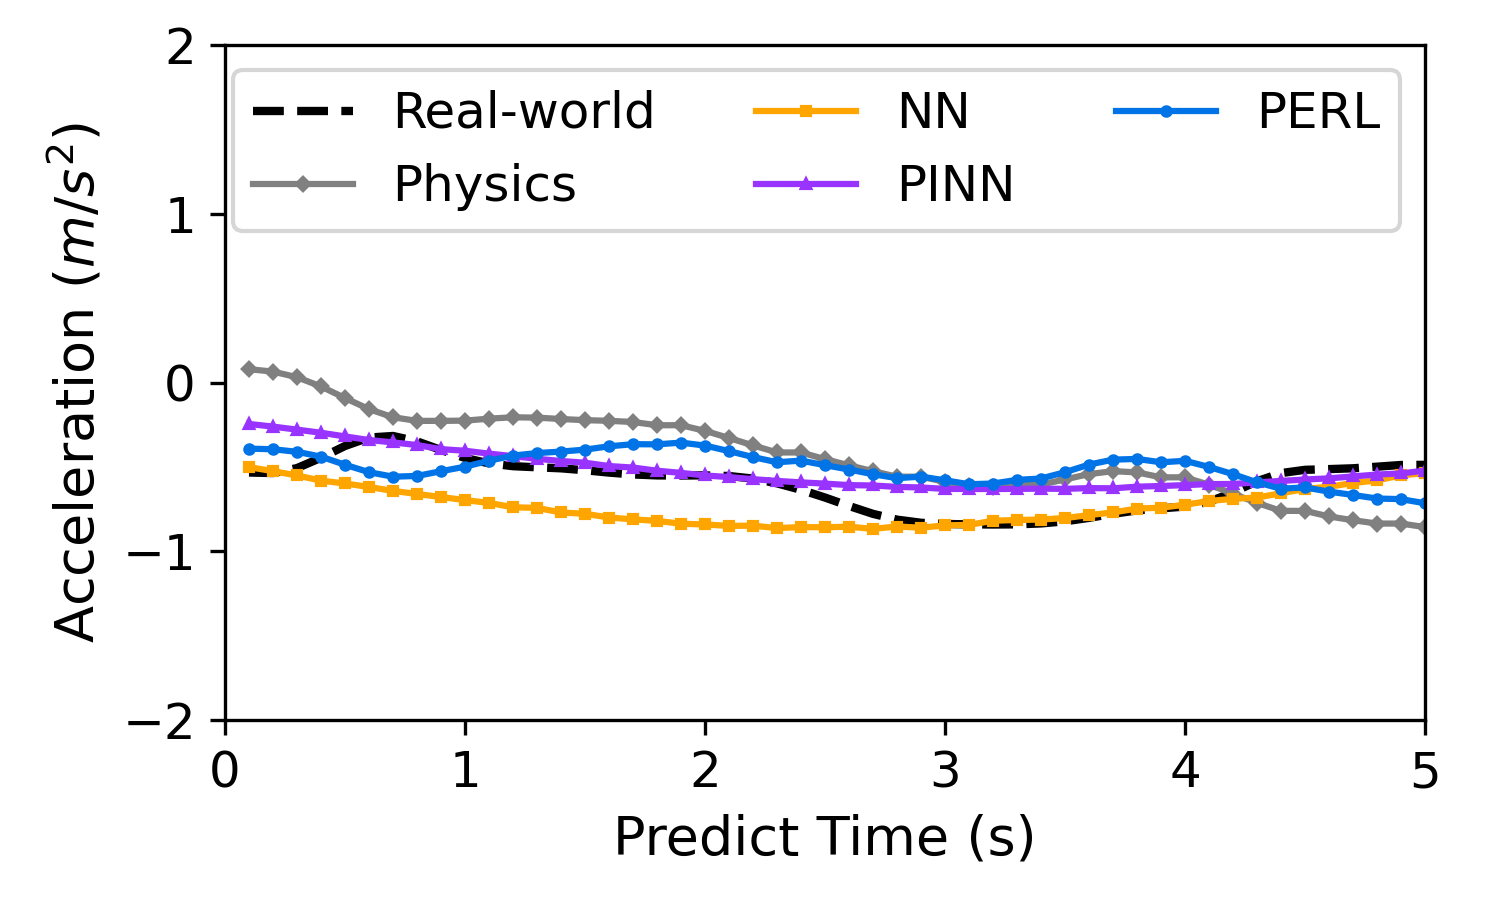 Acceleration (m/s²)
2
1
0
−1
−2
Real-world
Physics
NN
PINN
PERL
0 1 2 3 4 5
Predict Time (s)